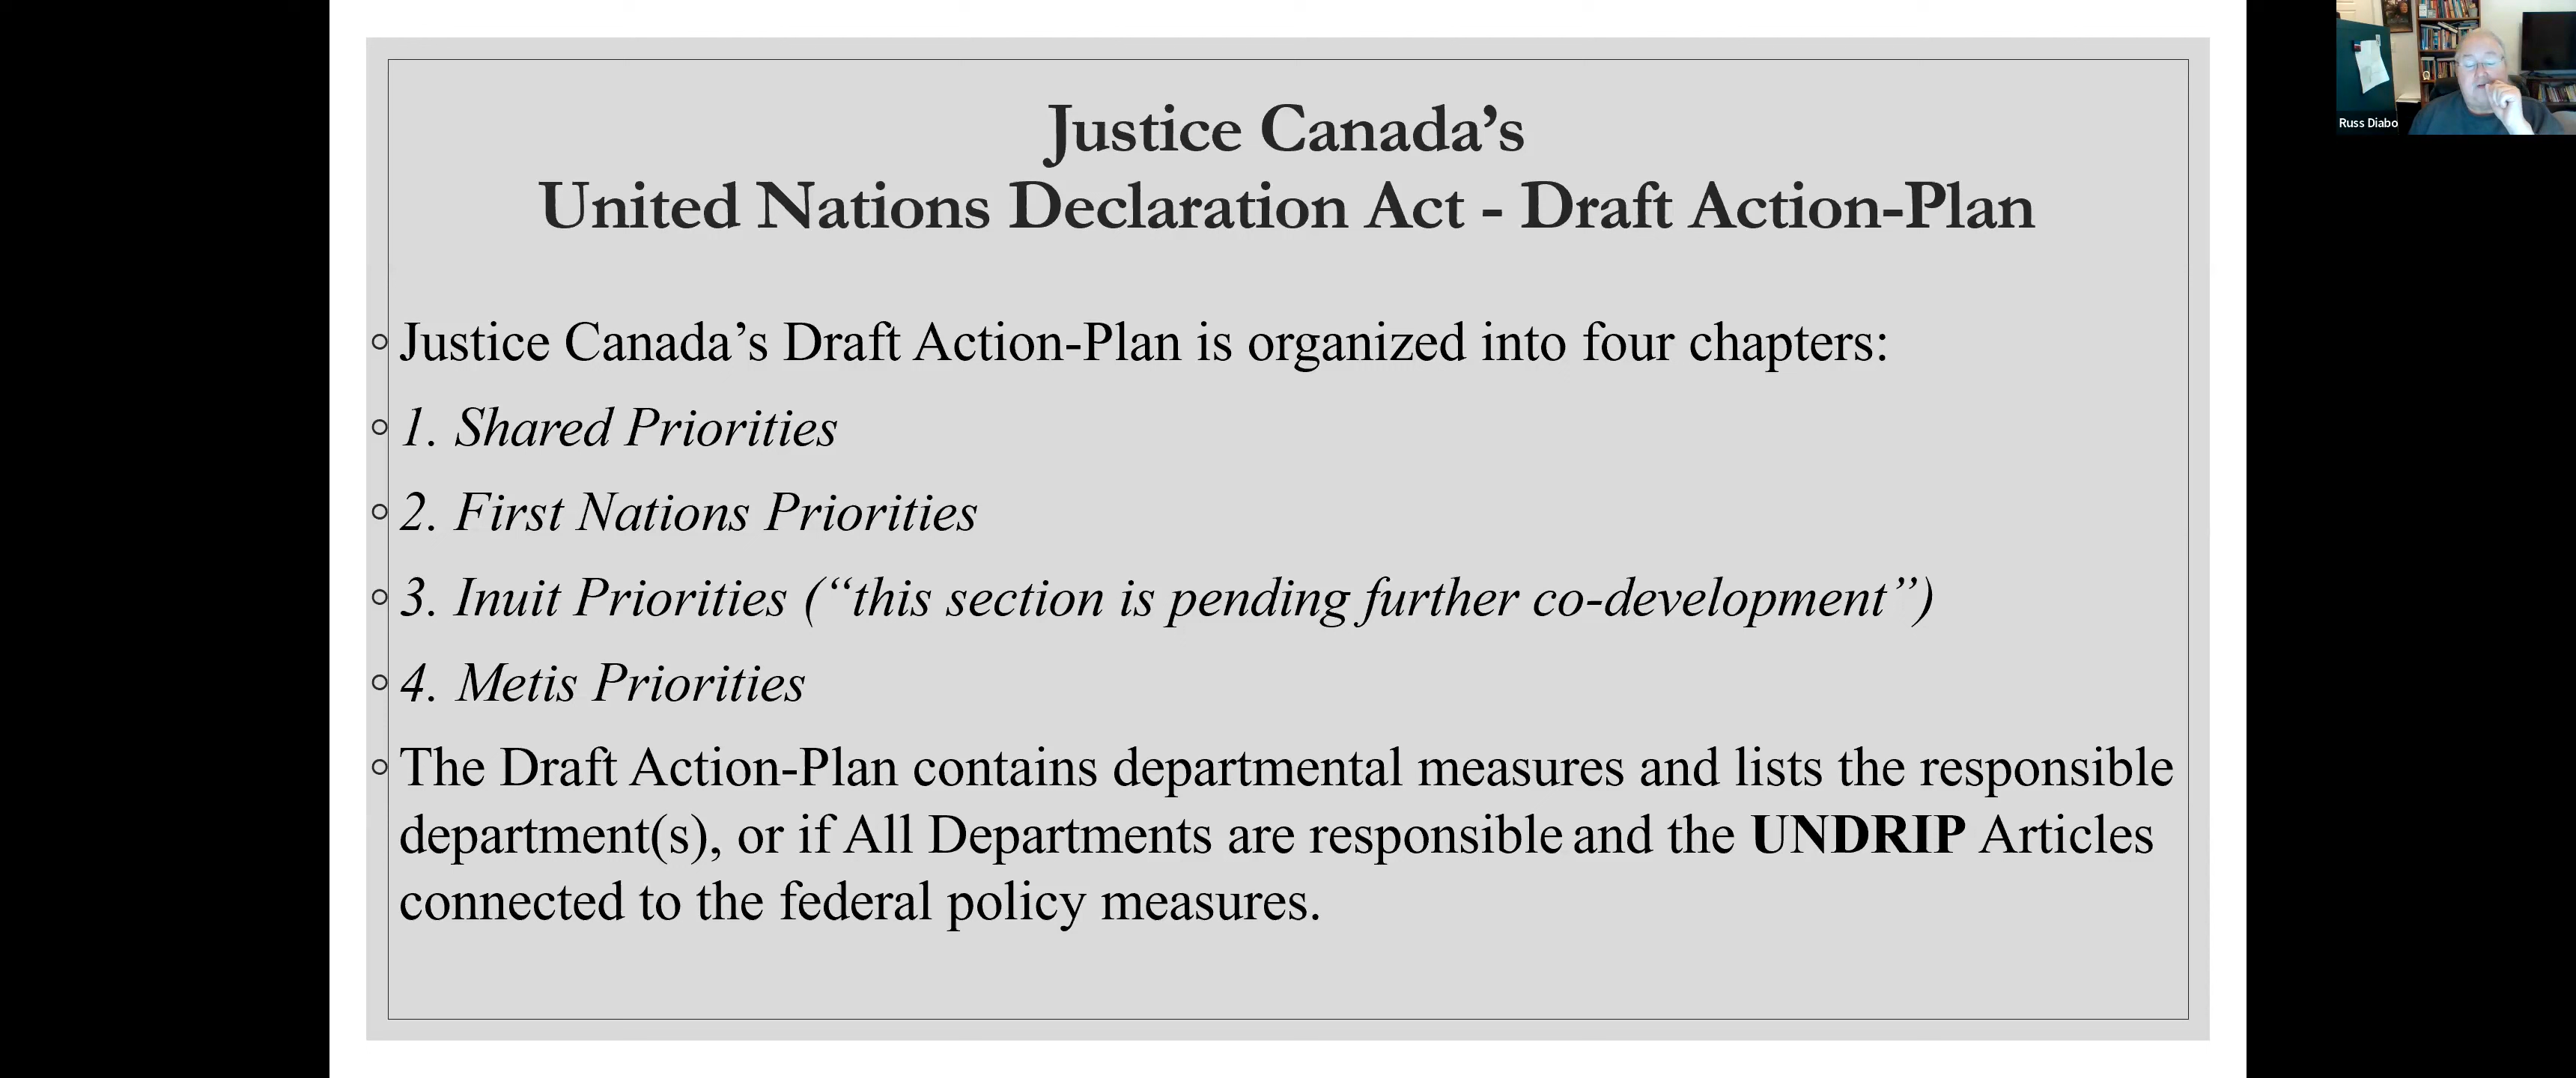 Justice Canada’s
United Nations Declaration Act - Draft Action-Plan
Justice Canada’s Draft Action-Plan is organized into four chapters:
1. Shared Priorities
2. First Nations Priorities
3. Inuit Priorities (“this section is pending further co-development”)
4. Metis Priorities
The Draft Action-Plan contains departmental measures and lists the responsible
department(s), or if All Departments are responsible and the UNDRIP Articles
connected to the federal policy measures.
Russ Diabo